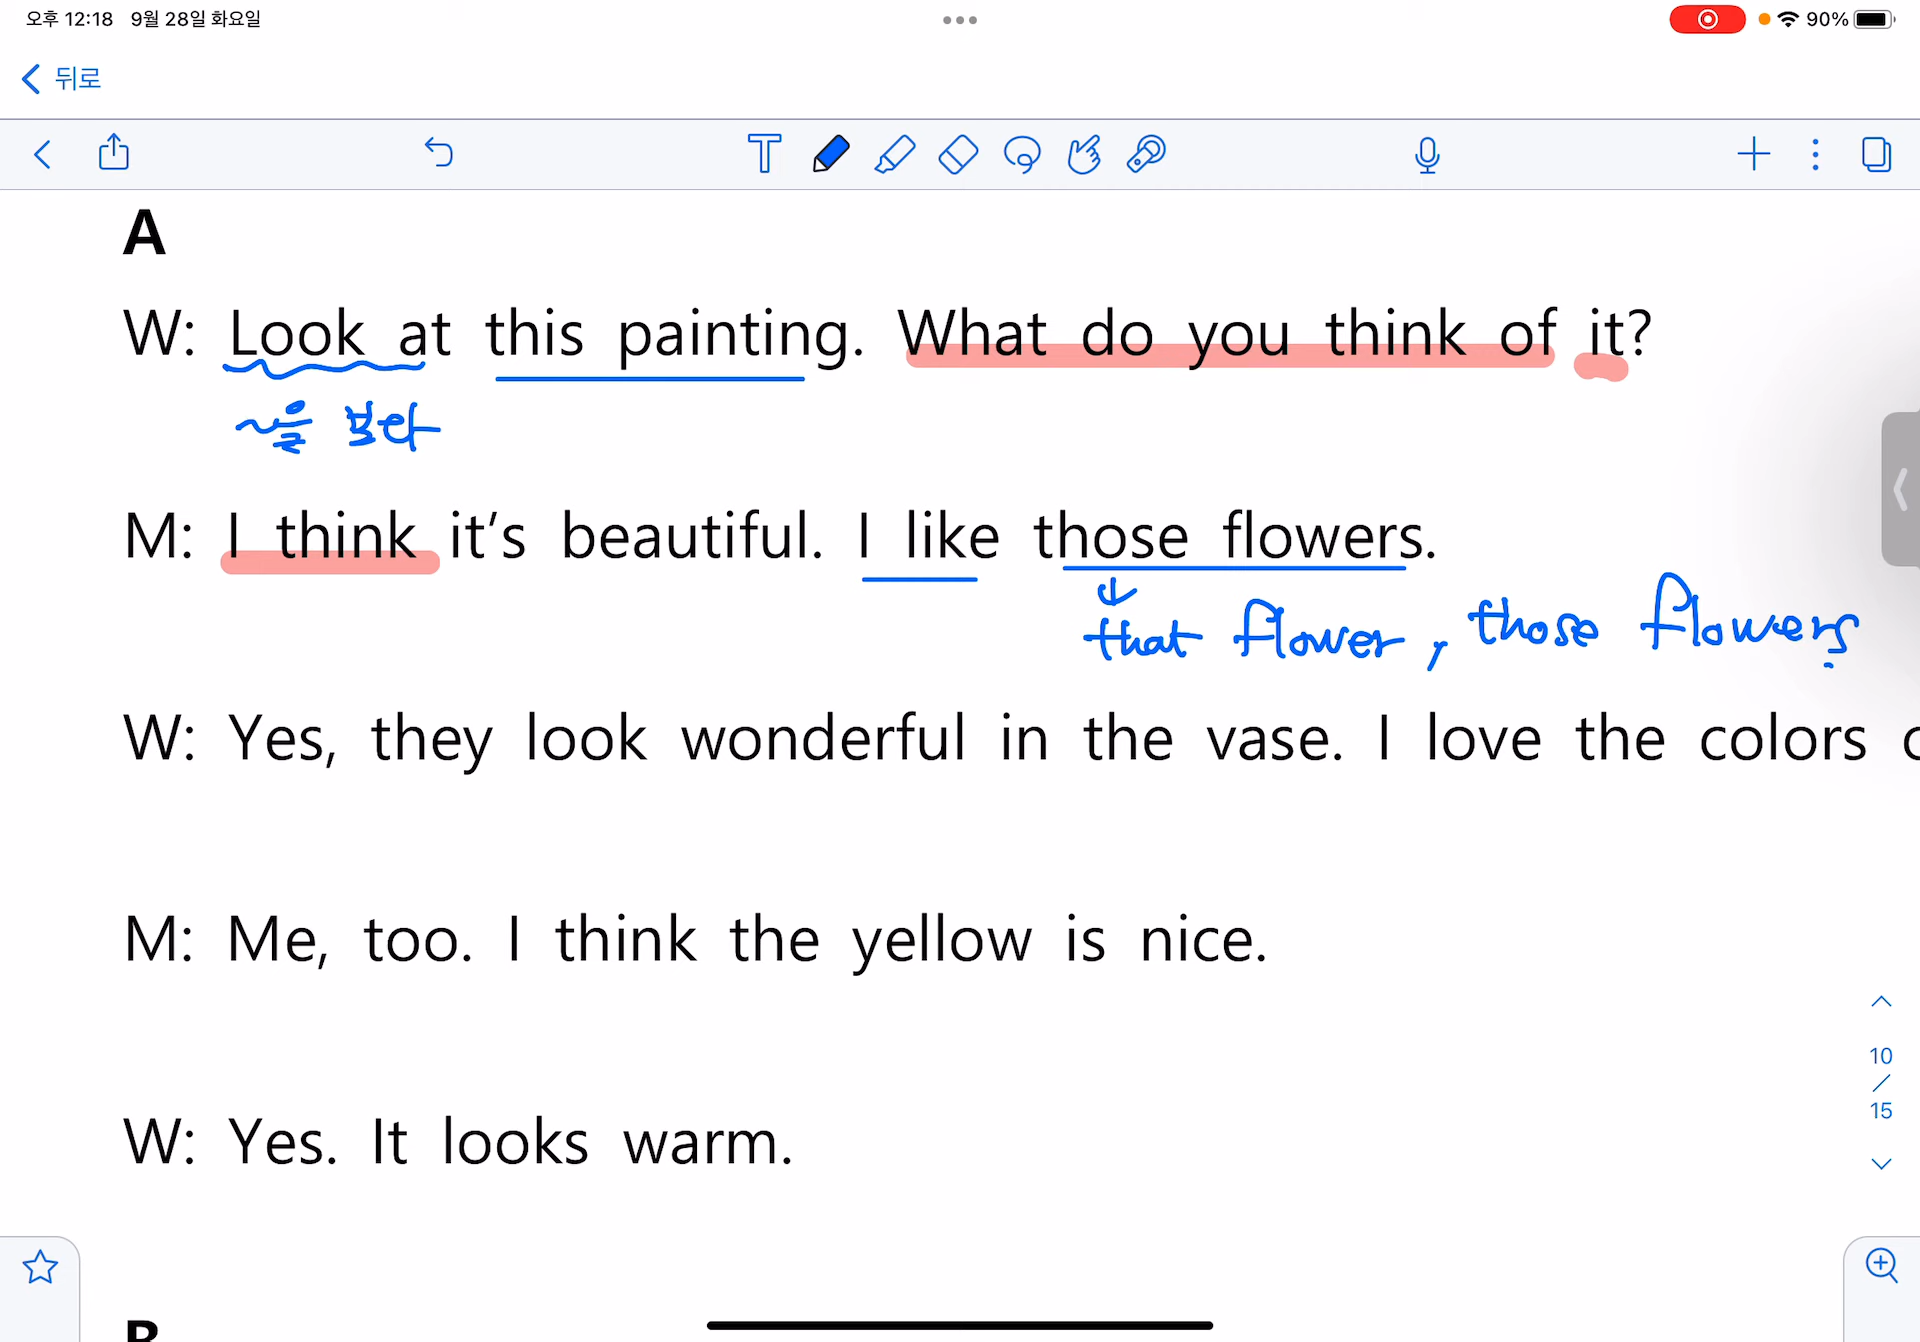 오후 12:18 9월 28일 화요일
90%
뒤로
A
W: Look at this painting. What do you think of it?
~을 보다
M: I think it's beautiful. I like those flowers.
that flower, those flowers
W: Yes, they look wonderful in the vase. I love the colors
M: Me, too. I think the yellow is nice.
10
/
15
W: Yes. It looks warm.